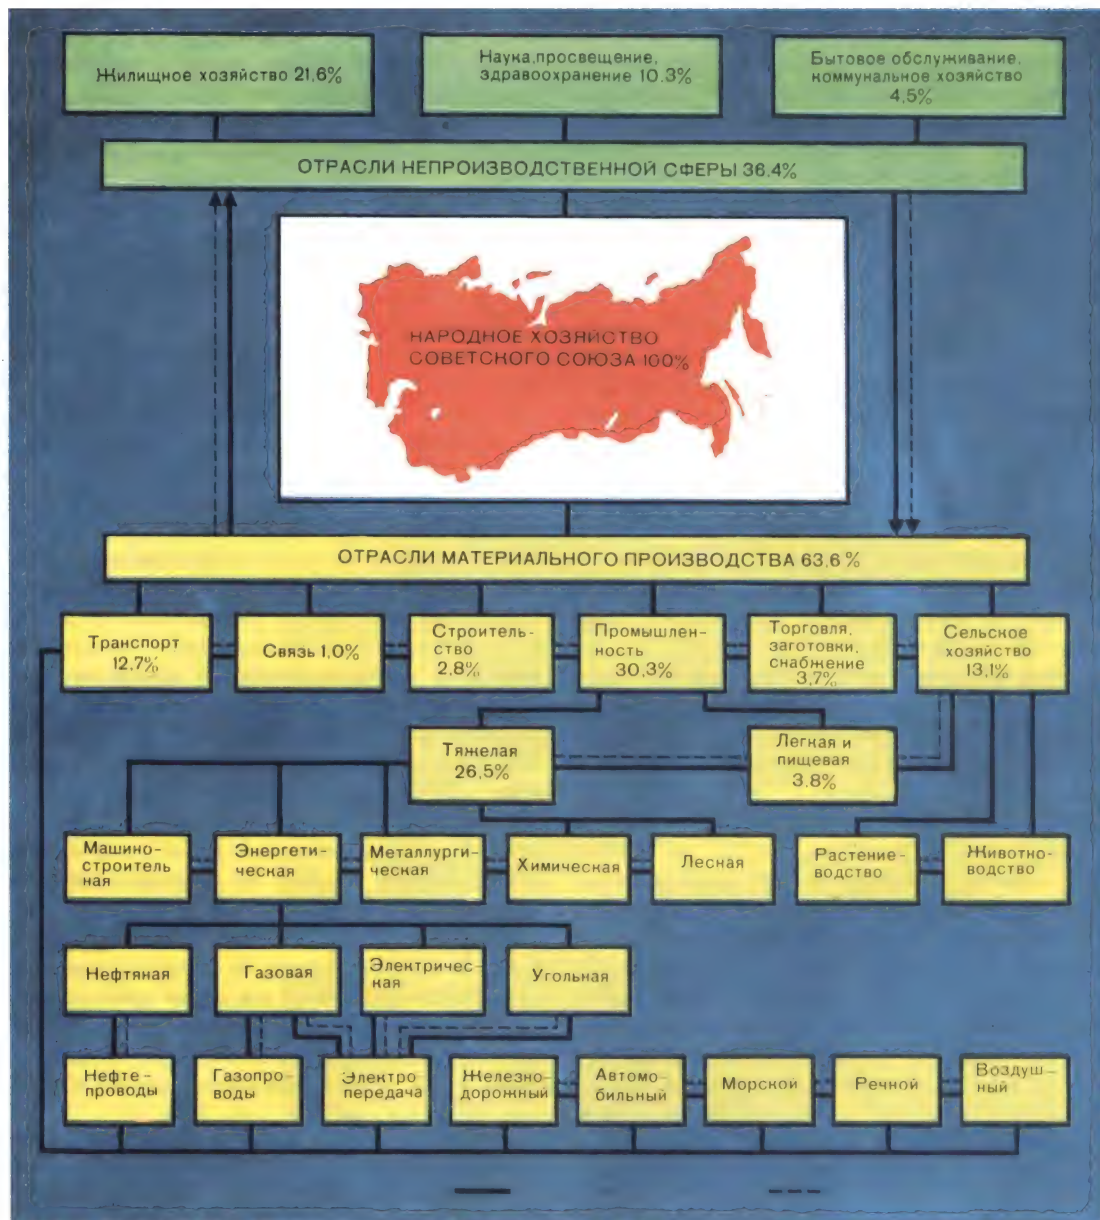 Жилищное хозяйство 21,6%
Наука,просвещение,
здравоохранение 10.3%
Бытовое обслуживание,
коммунальное хозяйство
4,5%
ОТРАСЛИ НЕПРОИЗВОДСТВЕННОЙ СФЕРЫ 36.4%
НАРОДНОЕ ХОЗЯЙСТВО
СОВЕТСКОГО СОЮЗА 100%
ОТРАСЛИ МАТЕРИАЛЬНОГО ПРОИЗВОДСТВА 63,6 %
Транспорт
12,7%
Связь 1,0%
Строитель-
ство
2,8%
Промышлен-
ность
30,3%
Торговля,
заготовки,
снабжение
3,7%
Сельское
хозяйство
13,1%
Тяжелая
26,5%
Легкая и
пищевая
3.8%
Машино-
строитель
ная
Энергети-
ческая
Металлурги-
ческая
Химическая
Лесная
Растение-
водство
Животно-
водство
Нефтяная
Газовая
Электричес-
кая
Угольная
Нефте-
проводы
Газопро-
воды
Электро
передача
Железно-
дорожный
Автомо-
бильный
Морской
Речной
Воздуш-
ный